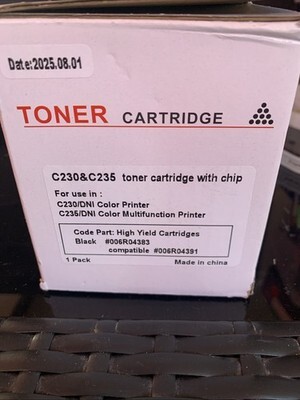 Date:2025.08.01
TONER CARTRIDGE
C230&C235 toner cartridge with chip
For use in :
C230/DNI Color Printer
C235/DNI Color Multifunction Printer
Code Part: High Yield Cartridges
Black #006R04383
compatible #006R04391
1 Pack Made in china